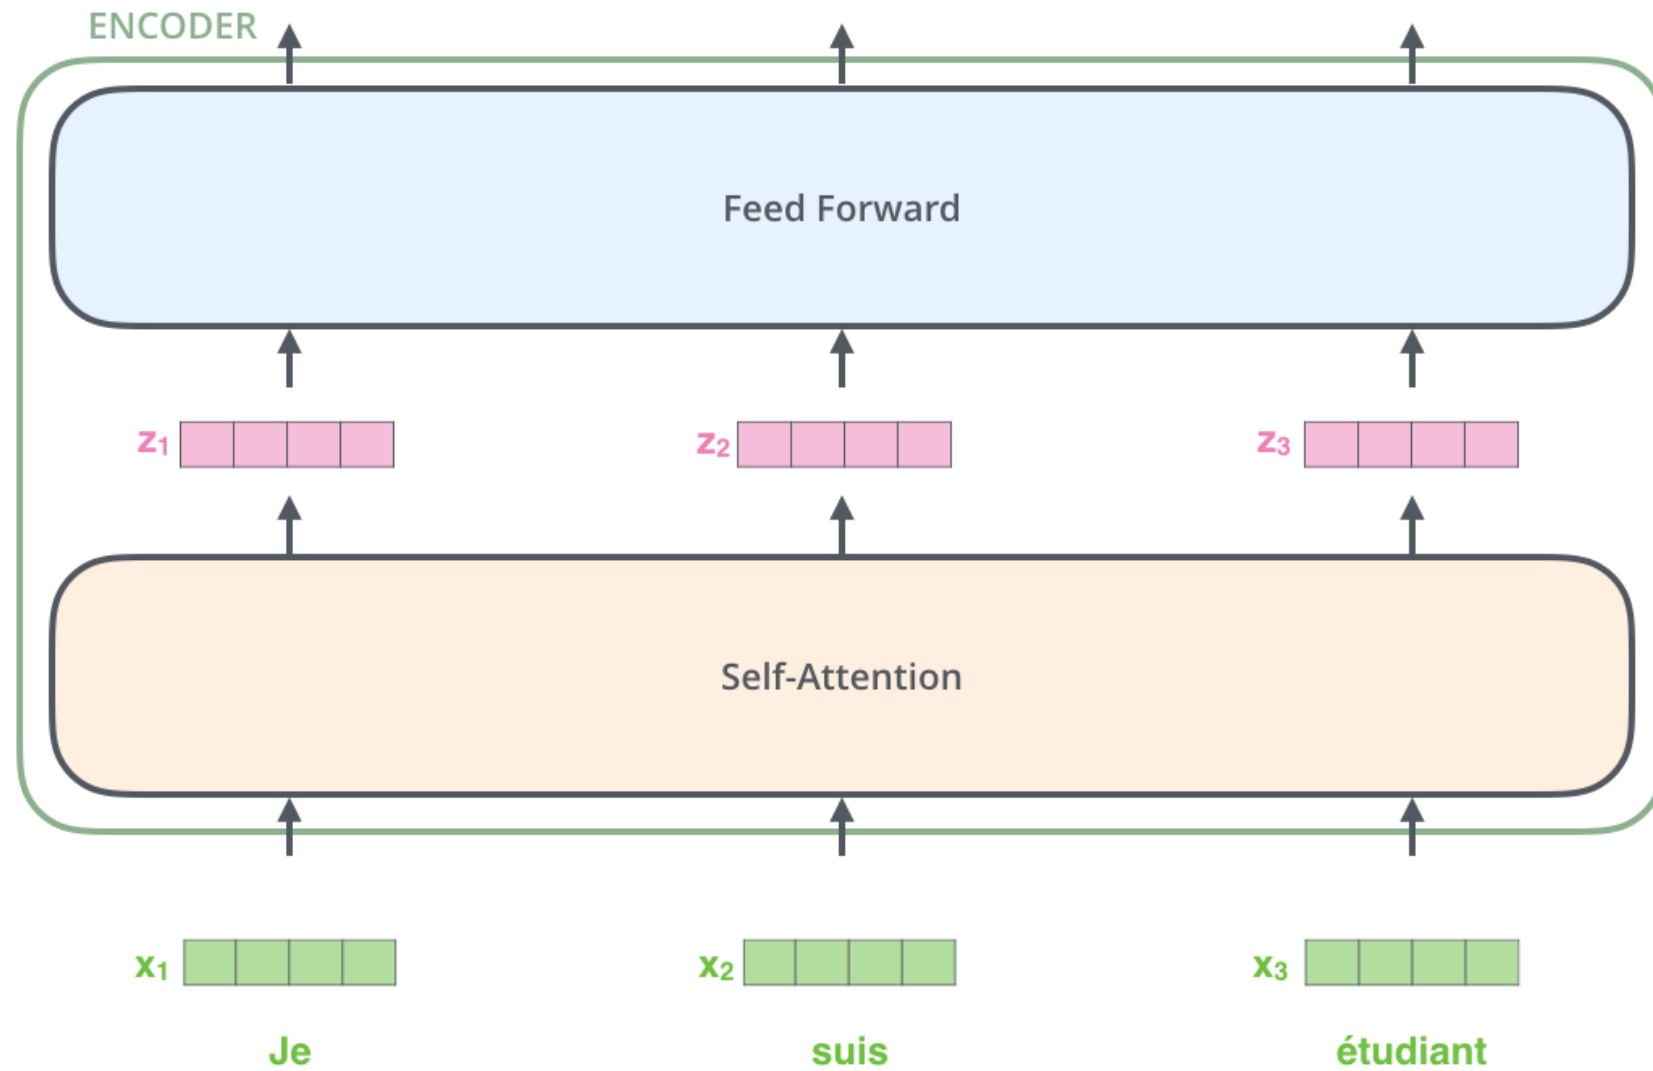 ENCODER
Feed Forward
z1 z2 z3
Self-Attention
x1 x2 x3
Je suis étudiant